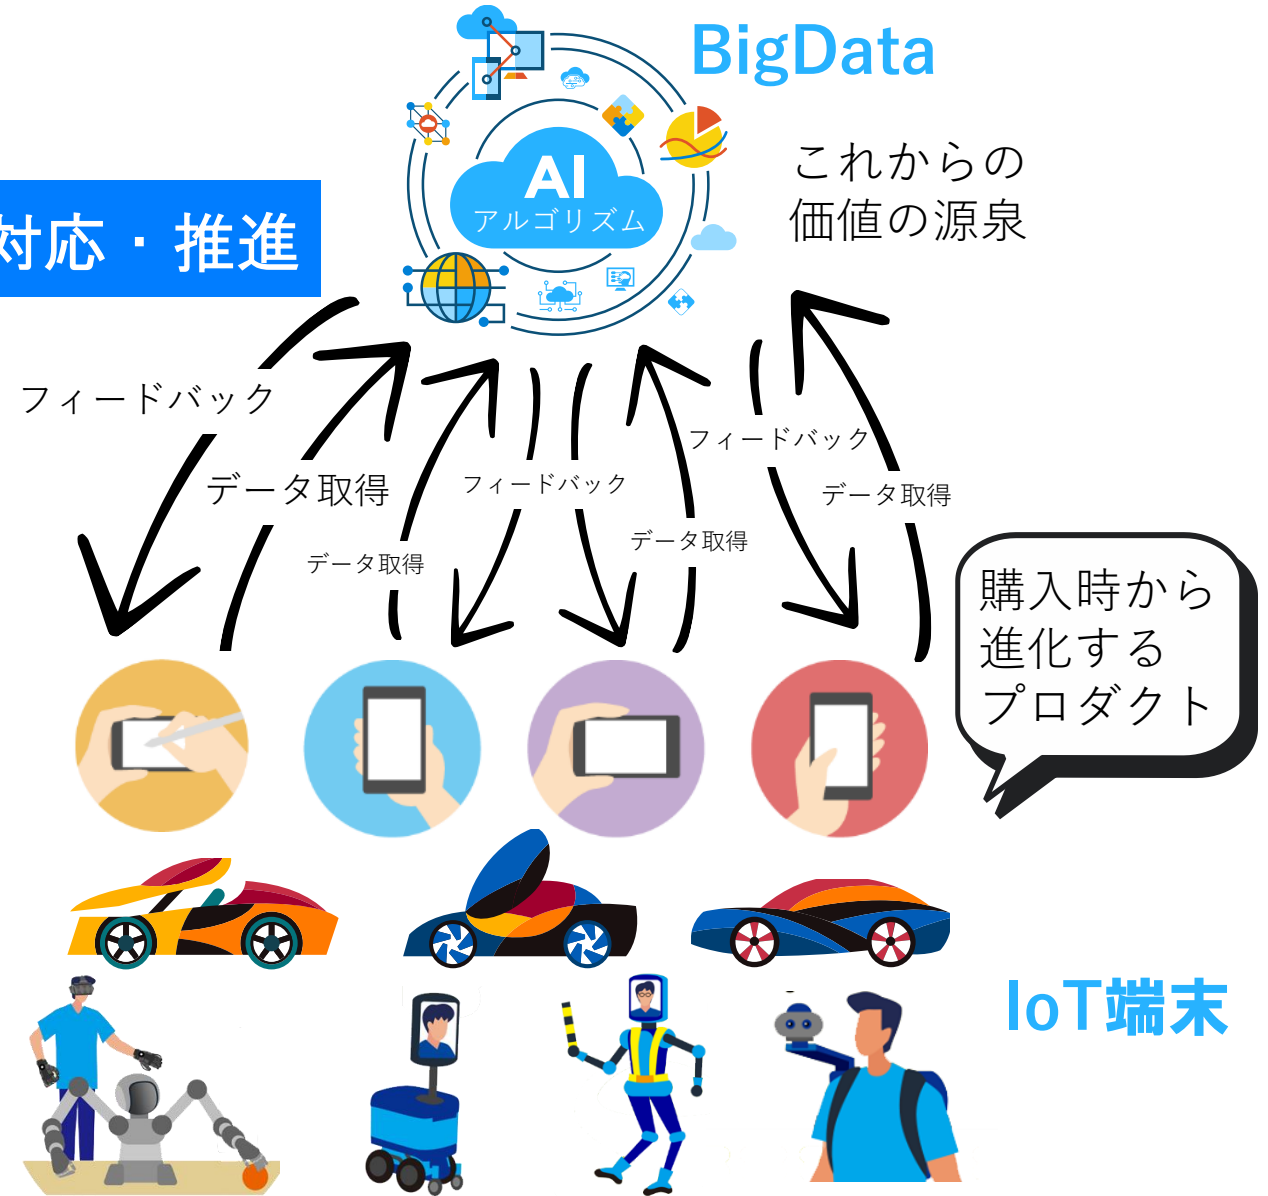 BigData
AI
アルゴリズム
これからの
価値の源泉
対応・推進
フィードバック
データ取得
データ取得
フィードバック
データ取得
フィードバック
データ取得
購入時から
進化する
プロダクト
IoT端末